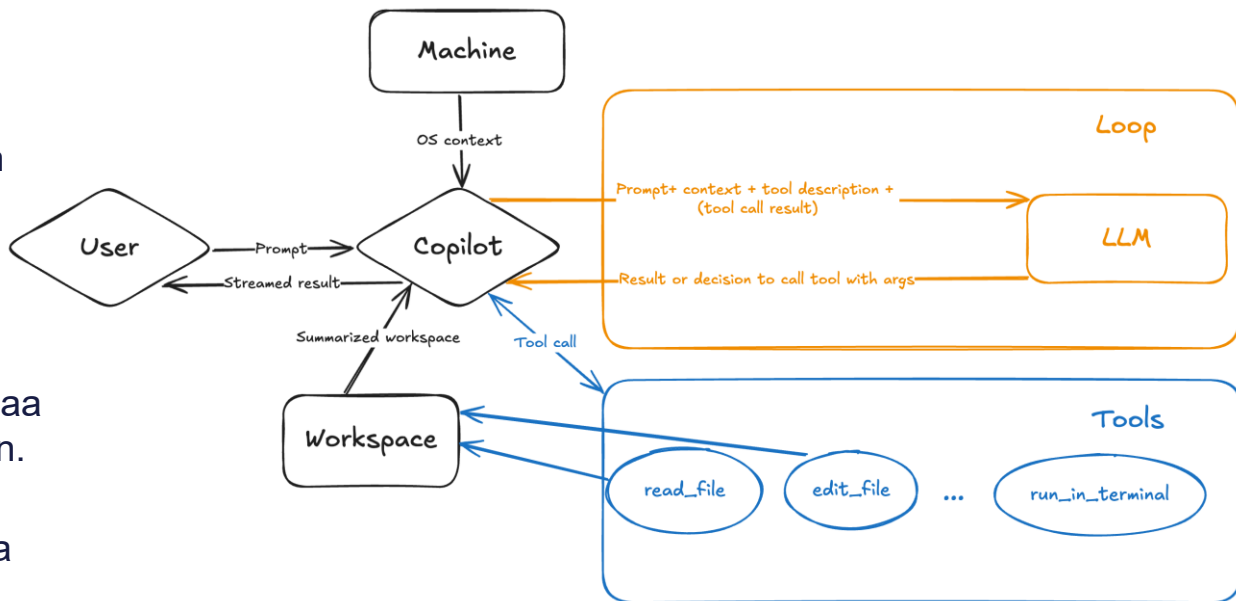 Machine
OS context
Loop
Prompt+ context + tool description +
(tool call result)
User
Prompt
Copilot
LLM
Streamed result
Result or decision to call tool with args
Summarized workspace
Tool call
aa
n.
a
Workspace
Tools
read_file
edit_file
...
run_in_terminal